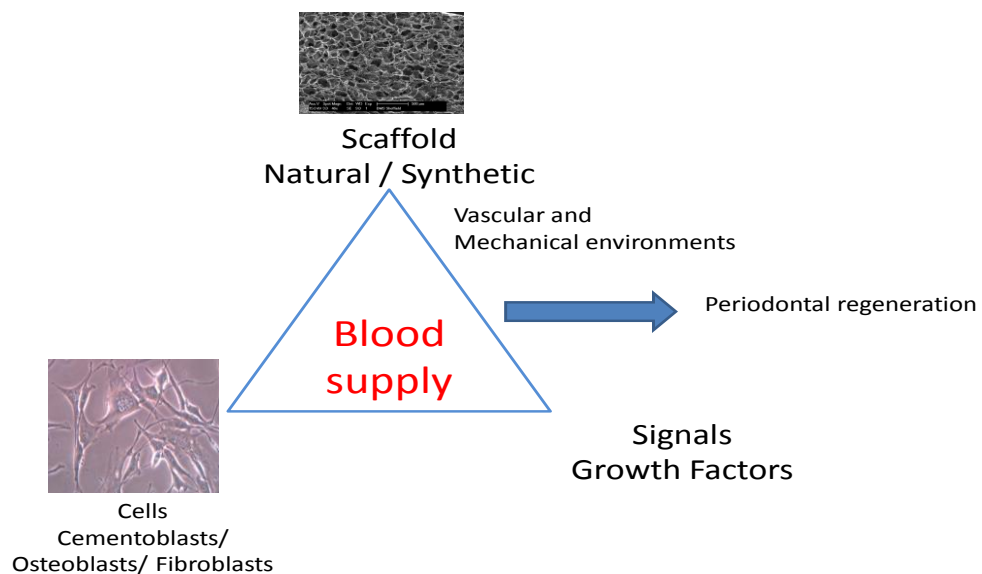 Scaffold
Natural / Synthetic
Vascular and
Mechanical environments
Periodontal regeneration
Blood
supply
Signals
Growth Factors
Cells
Cementoblasts/
Osteoblasts/ Fibroblasts